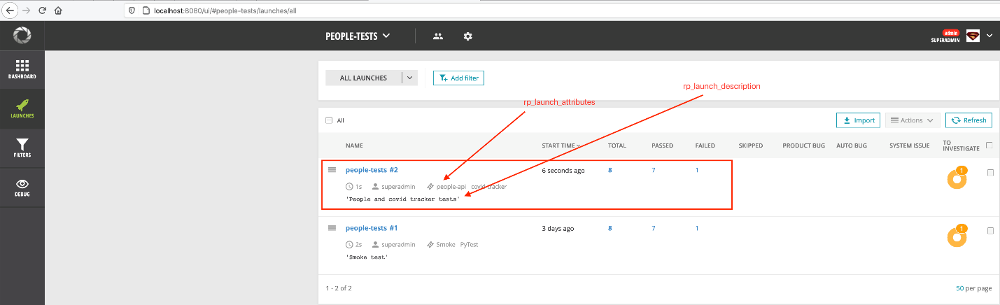 localhost:8080/ui/#people-tests/launches/all
PEOPLE-TESTS
admin
SUPERADMIN
DASHBOARD
LAUNCHES
FILTERS
DEBUG
ALL LAUNCHES
Add filter
rp_launch_description
rp_launch_attributes
All
Import
Actions
Refresh
NAME START TIME TOTAL PASSED FAILED SKIPPED PRODUCT BUG AUTO BUG SYSTEM ISSUE TO INVESTIGATE
people-tests #2 6 seconds ago 8 7 1 1
1s superadmin people-api covid-tracker
'People and covid tracker tests'
people-tests #1 3 days ago 8 7 1 1
2s superadmin Smoke PyTest
'Smoke test'
1 - 2 of 2 50 per page